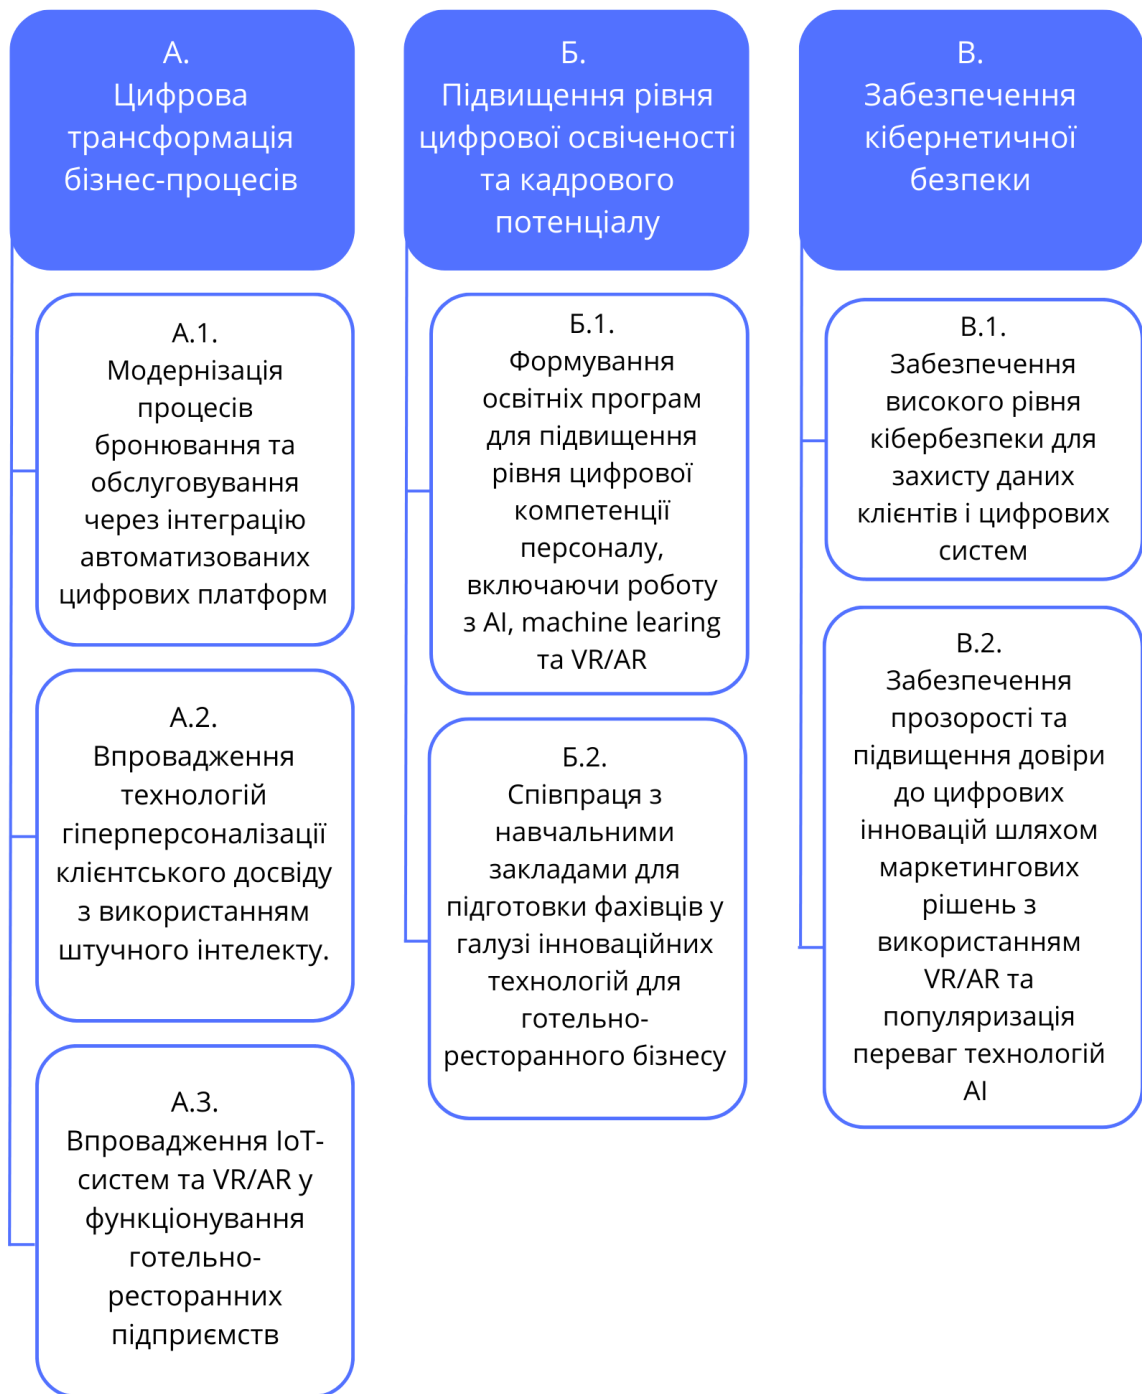 А.
Цифрова
трансформація
бізнес-процесів
А.1.
Модернізація
процесів
бронювання та
обслуговування
через інтеграцію
автоматизованих
цифрових платформ
А.2.
Впровадження
технологій
гіперперсоналізації
клієнтського досвіду
з використанням
штучного інтелекту.
А.3.
Впровадження IoT-
систем та VR/AR у
функціонування
готельно-
ресторанних
підприємств
Б.
Підвищення рівня
цифрової освіченості
та кадрового
потенціалу
Б.1.
Формування
освітніх програм
для підвищення
рівня цифрової
компетенції
персоналу,
включаючи роботу
з AI, machine learing
та VR/AR
Б.2.
Співпраця з
навчальними
закладами для
підготовки фахівців у
галузі інноваційних
технологій для
готельно-
ресторанного бізнесу
В.
Забезпечення
кібернетичної
безпеки
В.1.
Забезпечення
високого рівня
кібербезпеки для
захисту даних
клієнтів і цифрових
систем
В.2.
Забезпечення
прозорості та
підвищення довіри
до цифрових
інновацій шляхом
маркетингових
рішень з
використанням
VR/AR та
популяризація
переваг технологій
AI